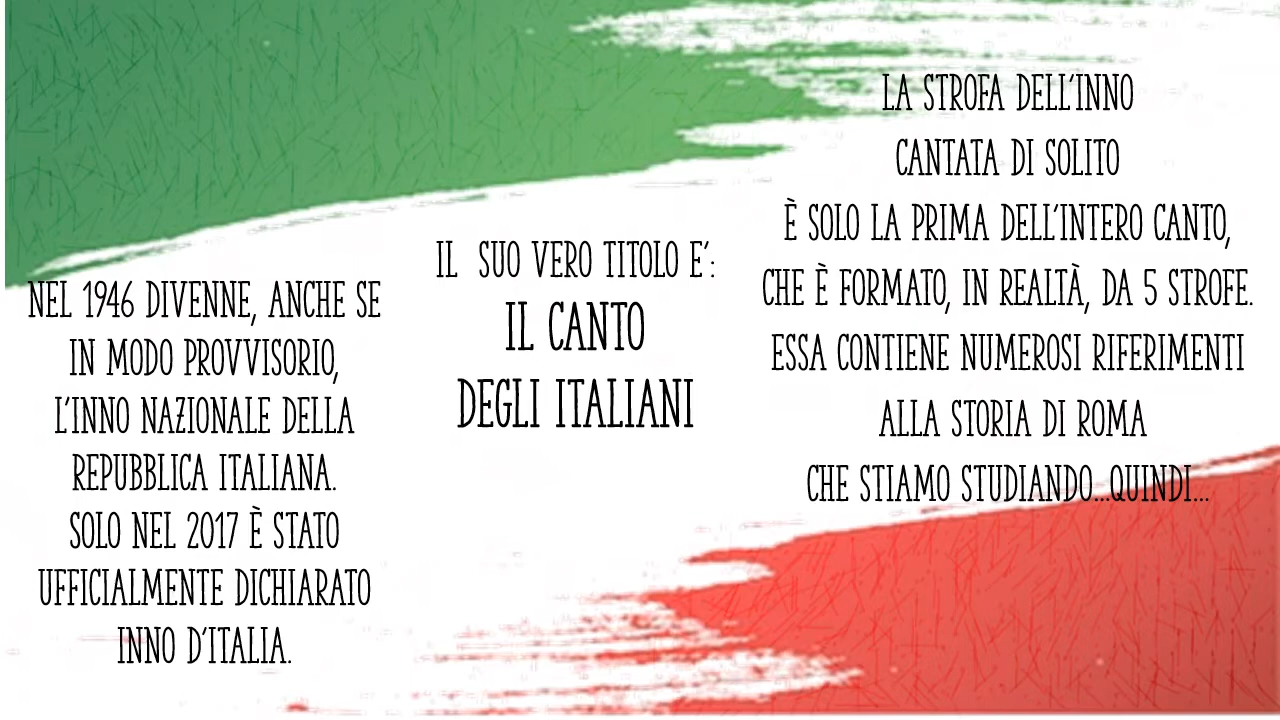 NEL 1946 DIVENNE, ANCHE SE
IN MODO PROVVISORIO,
L'INNO NAZIONALE DELLA
REPUBBLICA ITALIANA.
SOLO NEL 2017 È STATO
UFFICIALMENTE DICHIARATO
INNO D'ITALIA.
IL SUO VERO TITOLO E':
IL CANTO
DEGLI ITALIANI
LA STROFA DELL'INNO
CANTATA DI SOLITO
È SOLO LA PRIMA DELL'INTERO CANTO,
CHE È FORMATO, IN REALTÀ, DA 5 STROFE.
ESSA CONTIENE NUMEROSI RIFERIMENTI
ALLA STORIA DI ROMA
CHE STIAMO STUDIANDO...QUINDI...